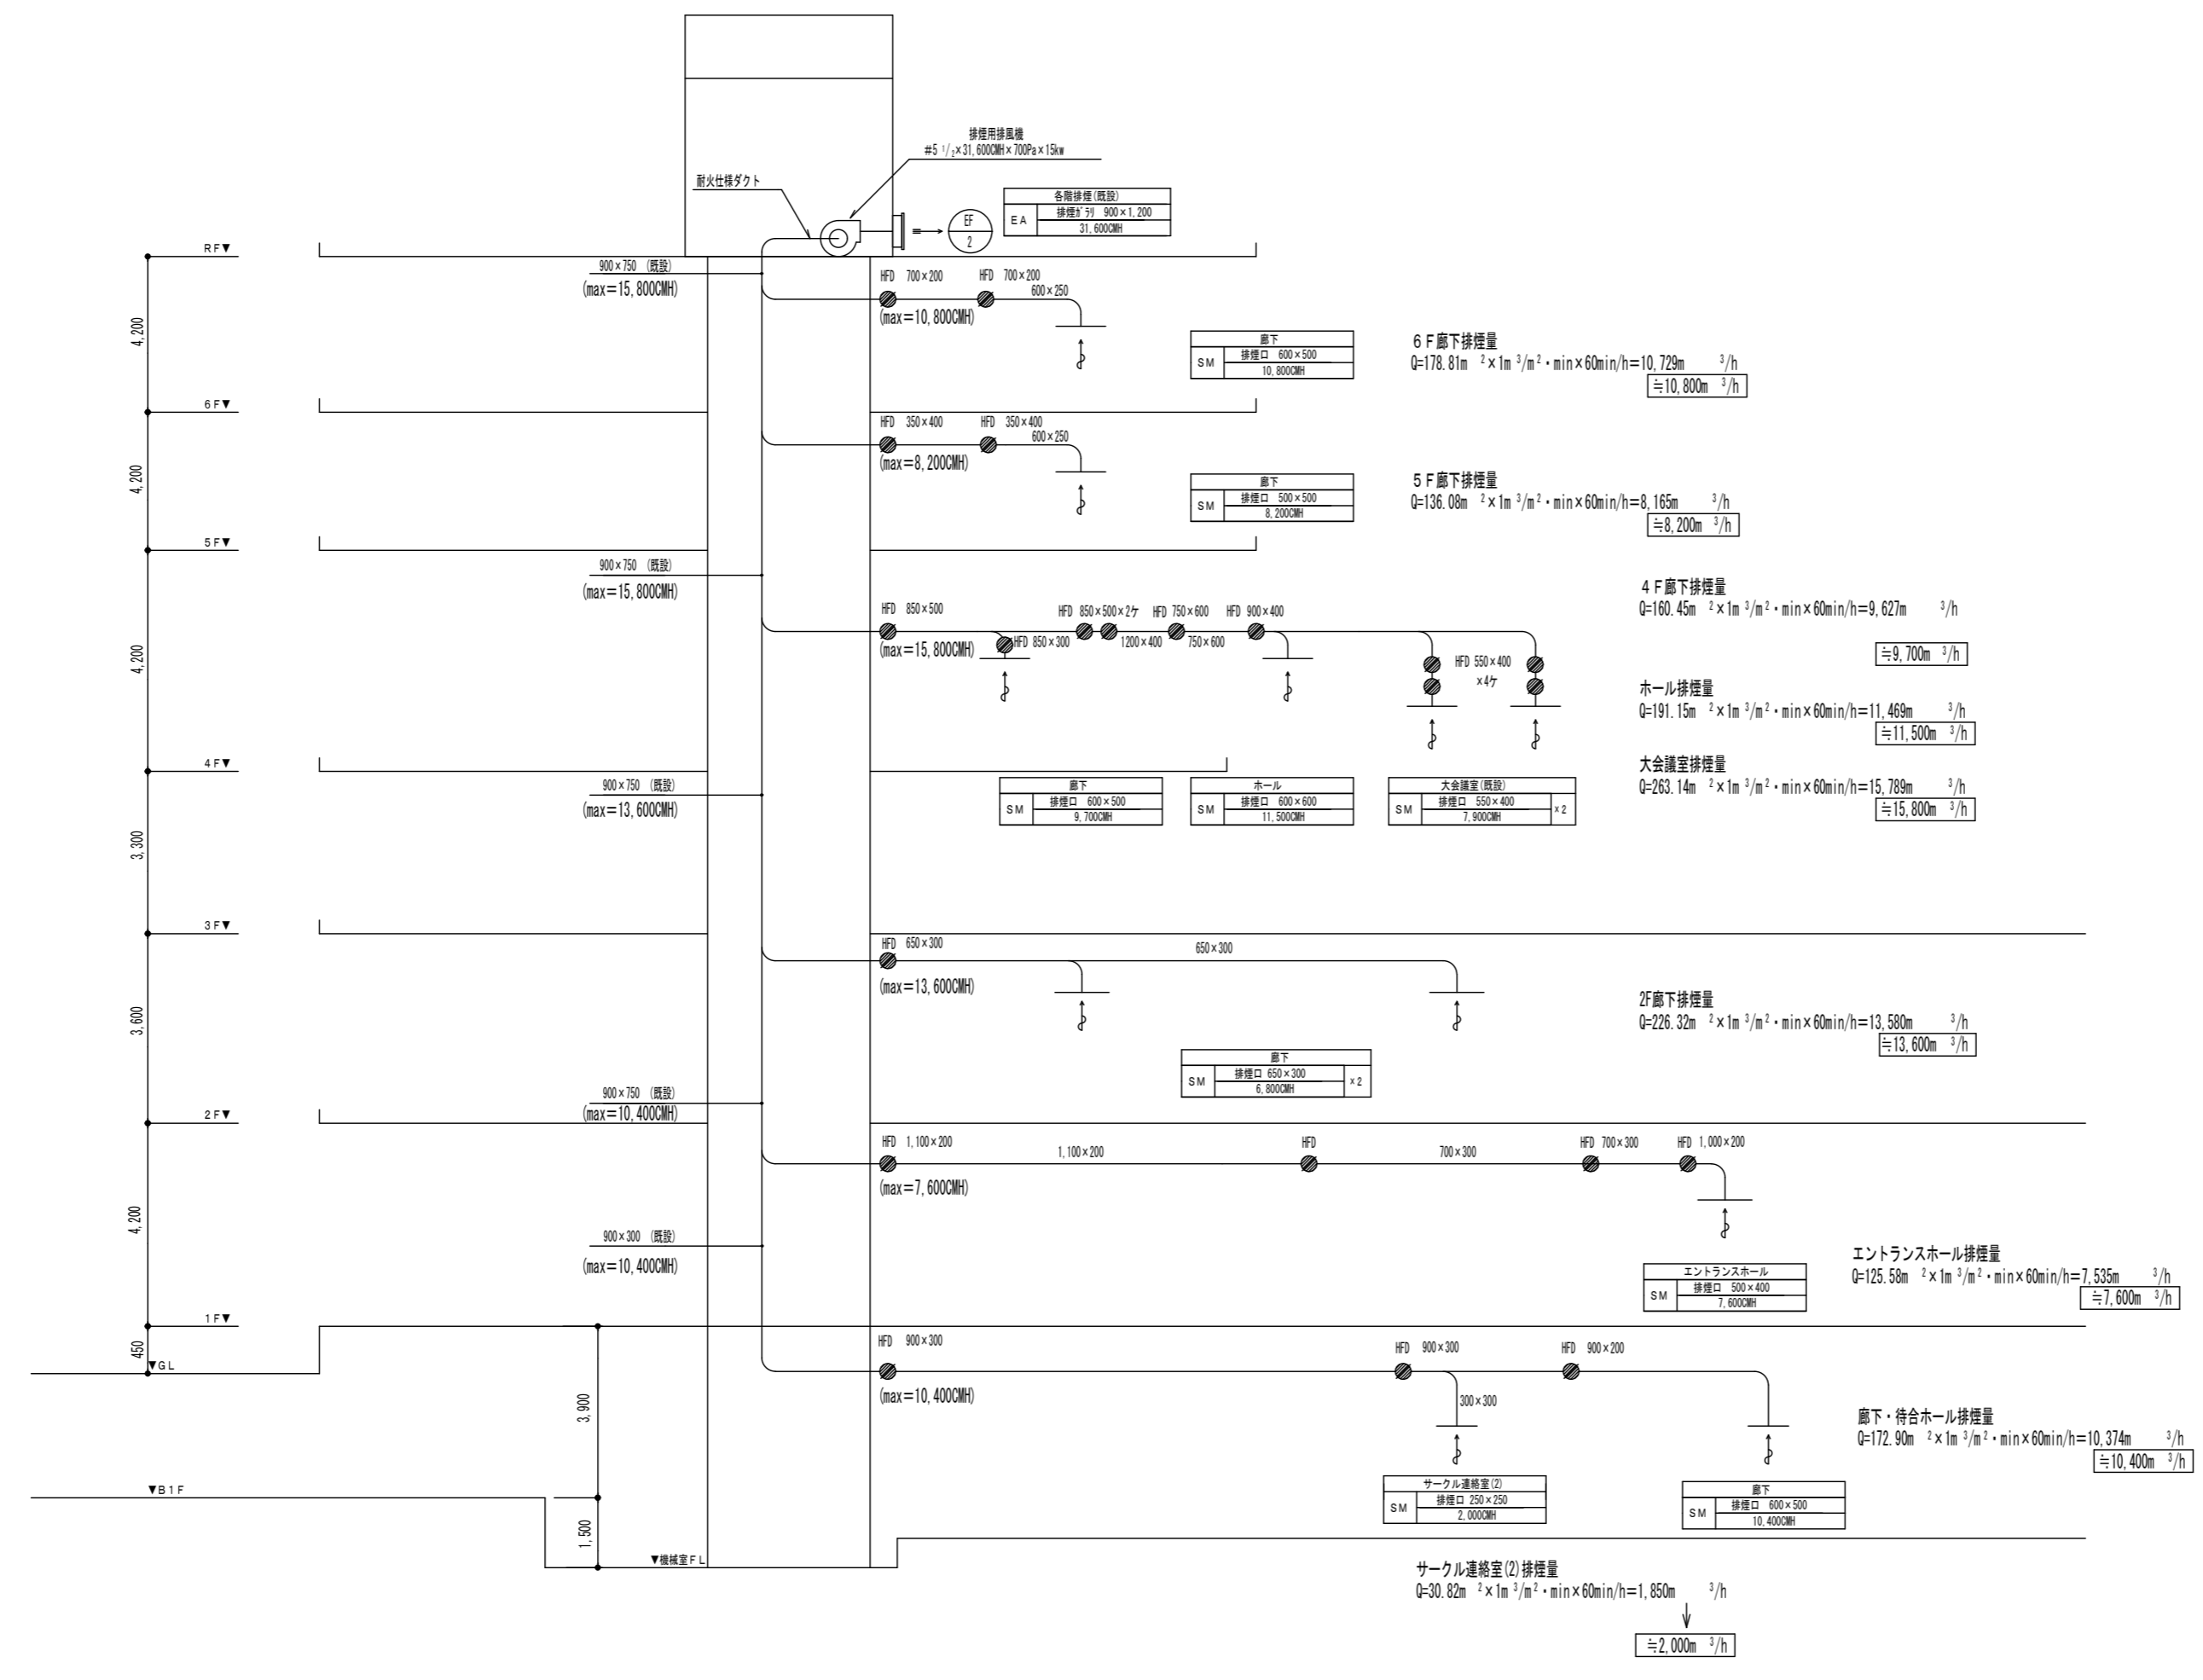 排煙用排風機
#5 1/2×31,600CMH×700Pa×15kw
耐火仕様ダクト
EF
2
各階排煙(既設)
EA
排煙ｶﾞﾗﾘ 900×1,200
31,600CMH
RF▼
900×750 (既設)
(max=15,800CMH)
HFD 700×200
HFD 700×200
600×250
(max=10,800CMH)
4,200
廊下
SM
排煙口 600×500
10,800CMH
6F廊下排煙量
Q=178.81m 2×1m 3/m2・min×60min/h=10,729m 3/h
≒10,800m 3/h
6F▼
HFD 350×400
HFD 350×400
600×250
(max=8,200CMH)
4,200
廊下
SM
排煙口 500×500
8,200CMH
5F廊下排煙量
Q=136.08m 2×1m 3/m2・min×60min/h=8,165m 3/h
≒8,200m 3/h
5F▼
900×750 (既設)
(max=15,800CMH)
HFD 850×500
(max=15,800CMH)
HFD 850×300
HFD 850×500×2ケ
HFD 750×600
HFD 900×400
1200×400
750×600
HFD 550×400
×4ケ
4,200
4F廊下排煙量
Q=160.45m 2×1m 3/m2・min×60min/h=9,627m 3/h
≒9,700m 3/h
ホール排煙量
Q=191.15m 2×1m 3/m2・min×60min/h=11,469m 3/h
≒11,500m 3/h
大会議室排煙量
Q=263.14m 2×1m 3/m2・min×60min/h=15,789m 3/h
≒15,800m 3/h
4F▼
900×750 (既設)
(max=13,600CMH)
廊下
SM
排煙口 600×500
9,700CMH
ホール
SM
排煙口 600×600
11,500CMH
大会議室(既設)
SM
排煙口 550×400
7,900CMH
×2
3,300
3F▼
HFD 650×300
650×300
(max=13,600CMH)
3,600
2F廊下排煙量
Q=226.32m 2×1m 3/m2・min×60min/h=13,580m 3/h
≒13,600m 3/h
廊下
SM
排煙口 650×300
6,800CMH
×2
900×750 (既設)
(max=10,400CMH)
2F▼
HFD 1,100×200
1,100×200
HFD
700×300
HFD 700×300
HFD 1,000×200
(max=7,600CMH)
4,200
900×300 (既設)
(max=10,400CMH)
エントランスホール
SM
排煙口 500×400
7,600CMH
エントランスホール排煙量
Q=125.58m 2×1m 3/m2・min×60min/h=7,535m 3/h
≒7,600m 3/h
1F▼
450
▼GL
HFD 900×300
HFD 900×300
HFD 900×200
(max=10,400CMH)
300×300
3,900
廊下・待合ホール排煙量
Q=172.90m 2×1m 3/m2・min×60min/h=10,374m 3/h
≒10,400m 3/h
▼B1F
サークル連絡室(2)
SM
排煙口 250×250
2,000CMH
廊下
SM
排煙口 600×500
10,400CMH
1,500
▼機械室FL
サークル連絡室(2)排煙量
Q=30.82m 2×1m 3/m2・min×60min/h=1,850m 3/h
≒2,000m 3/h